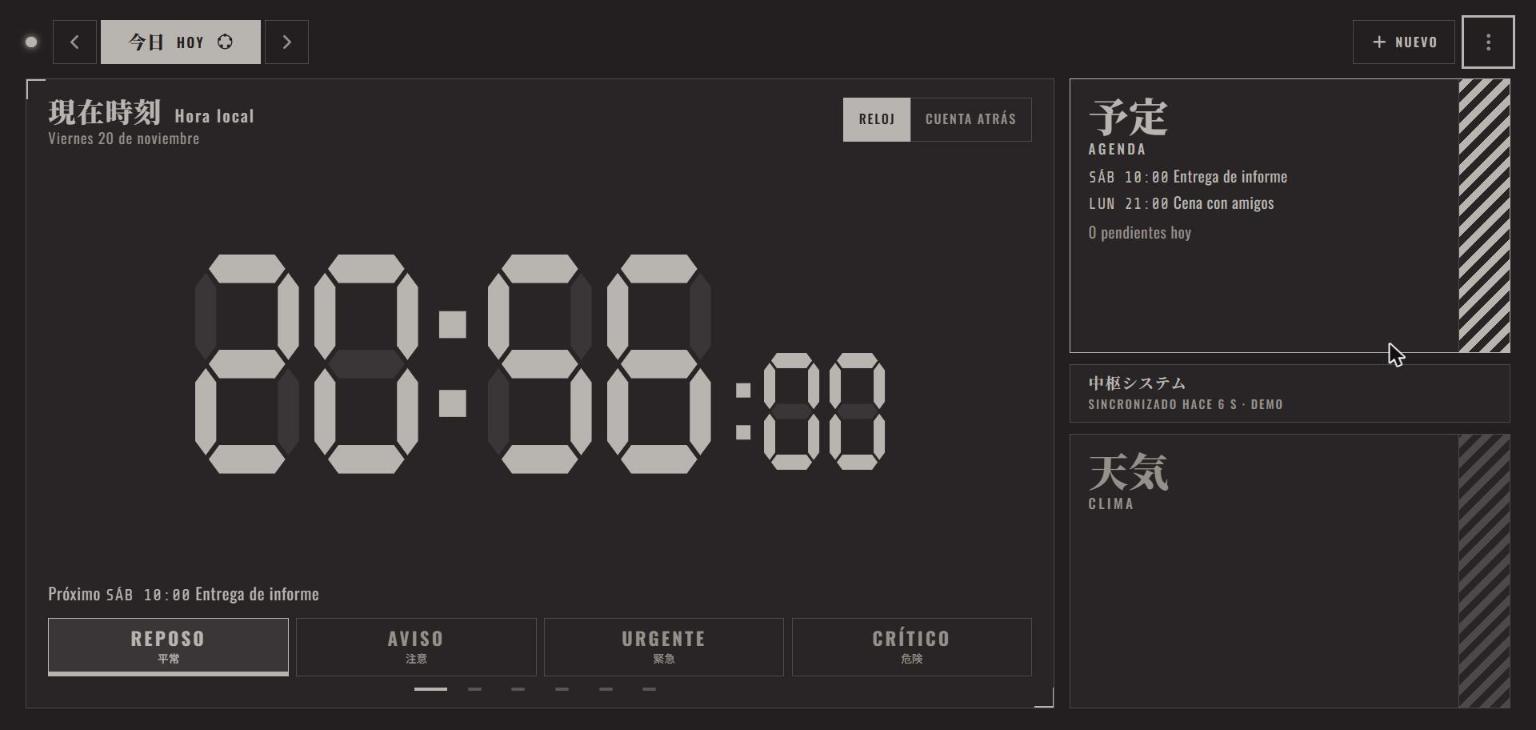 今日 HOY
+ NUEVO
現在時刻 Hora local
Viernes 20 de noviembre
RELOJ
CUENTA ATRÁS
20:56:00
Próximo SÁB 10:00 Entrega de informe
REPOSO
平常
AVISO
注意
URGENTE
緊急
CRÍTICO
危険
予定
AGENDA
SÁB 10:00 Entrega de informe
LUN 21:00 Cena con amigos
0 pendientes hoy
中枢システム
SINCRONIZADO HACE 6 S · DEMO
天気
CLIMA